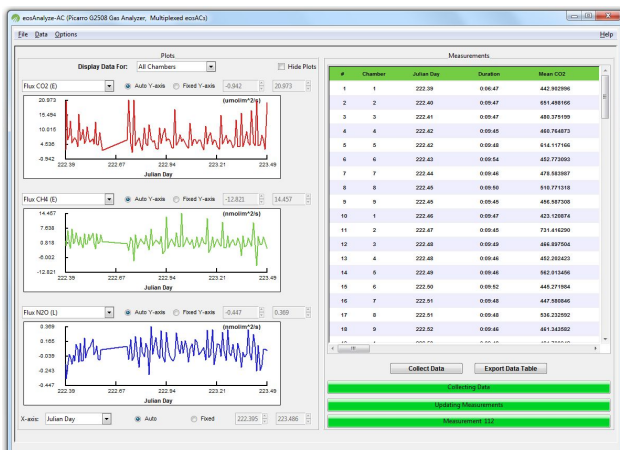 eosAnalyze-AC (Picarro G2508 Gas Analyzer, Multiplexed eosACs)
File Data Options Help
Plots
Display Data For: All Chambers Hide Plots
Flux CO2 (E) Auto Y-axis Fixed Y-axis -0.942 20.973
(umol/m^2/s)
20.973
15.494
10.015
4.536
-0.942
222.39 222.67 222.94 223.21 223.49
Julian Day
Flux CH4 (E) Auto Y-axis Fixed Y-axis -12.821 14.457
(nmol/m^2/s)
14.457
7.638
0.818
-6.002
-12.821
222.39 222.67 222.94 223.21 223.49
Julian Day
Flux N2O (L) Auto Y-axis Fixed Y-axis -0.447 0.369
(nmol/m^2/s)
0.369
0.165
-0.039
-0.243
-0.447
222.39 222.67 222.94 223.21 223.49
Julian Day
X-axis: Julian Day Auto Fixed 222.395 223.486
Measurements
# Chamber Julian Day Duration Mean CO2
1 1 222.39 0:06:47 442.902996
2 2 222.40 0:09:47 651.498166
3 3 222.41 0:09:47 480.375199
4 4 222.42 0:09:45 460.764873
5 5 222.42 0:09:48 614.117166
6 6 222.43 0:09:54 452.773093
7 7 222.44 0:09:46 478.583987
8 8 222.45 0:09:50 510.771318
9 9 222.45 0:09:45 456.587308
10 1 222.46 0:09:47 423.120874
11 2 222.47 0:09:45 731.416290
12 3 222.48 0:09:49 466.897504
13 4 222.48 0:09:46 452.202423
14 5 222.49 0:09:46 562.013456
15 6 222.50 0:09:52 445.271984
16 7 222.51 0:09:48 447.580846
17 8 222.51 0:09:48 536.232592
18 9 222.52 0:09:46 461.343582
Collect Data Export Data Table
Collecting Data
Updating Measurements
Measurement 112